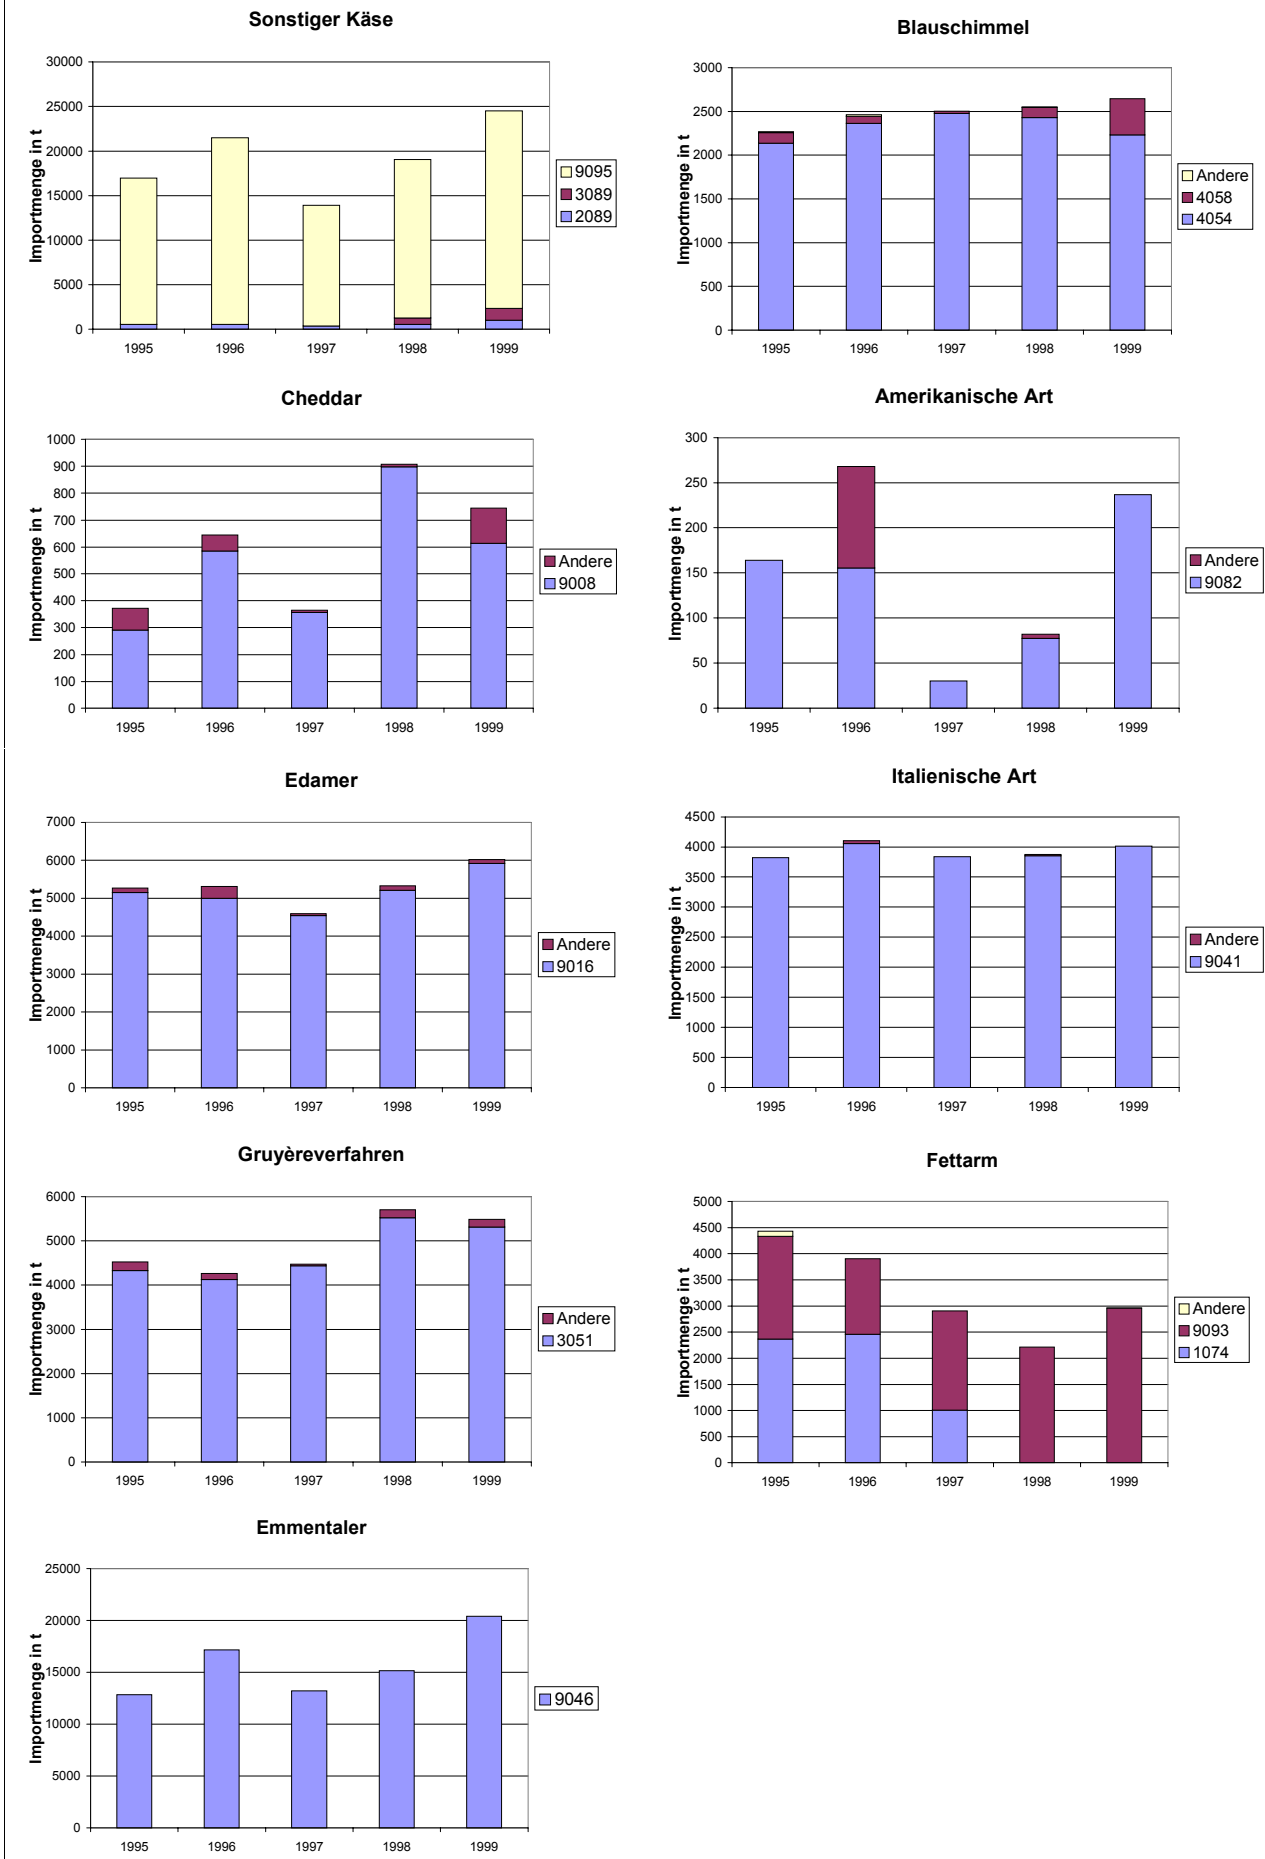 Sonstiger Käse
Importmenge in t
30000
25000
20000
15000
10000
5000
0
1995 1996 1997 1998 1999
9095
3089
2089
Blauschimmel
Importmenge in t
3000
2500
2000
1500
1000
500
0
1995 1996 1997 1998 1999
Andere
4058
4054
Cheddar
Importmenge in t
1000
900
800
700
600
500
400
300
200
100
0
1995 1996 1997 1998 1999
Andere
9008
Amerikanische Art
Importmenge in t
300
250
200
150
100
50
0
1995 1996 1997 1998 1999
Andere
9082
Edamer
Importmenge in t
7000
6000
5000
4000
3000
2000
1000
0
1995 1996 1997 1998 1999
Andere
9016
Italienische Art
Importmenge in t
4500
4000
3500
3000
2500
2000
1500
1000
500
0
1995 1996 1997 1998 1999
Andere
9041
Gruyèreverfahren
Importmenge in t
6000
5000
4000
3000
2000
1000
0
1995 1996 1997 1998 1999
Andere
3051
Fettarm
Importmenge in t
5000
4500
4000
3500
3000
2500
2000
1500
1000
500
0
1995 1996 1997 1998 1999
Andere
9093
1074
Emmentaler
Importmenge in t
25000
20000
15000
10000
5000
0
1995 1996 1997 1998 1999
9046